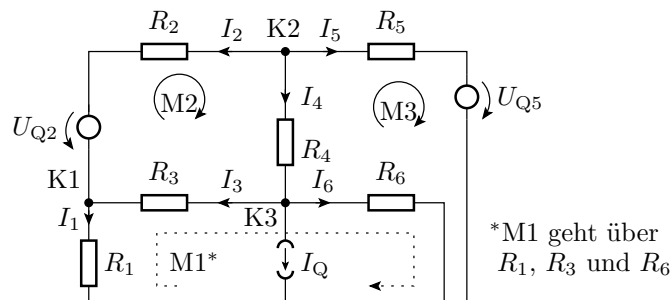 R2
I2
K2
I5
R5
M2
I4
M3
UQ2
UQ5
R4
K1
R3
I3
I6
R6
I1
K3
R1
M1*
IQ
*M1 geht über
R1, R3 und R6